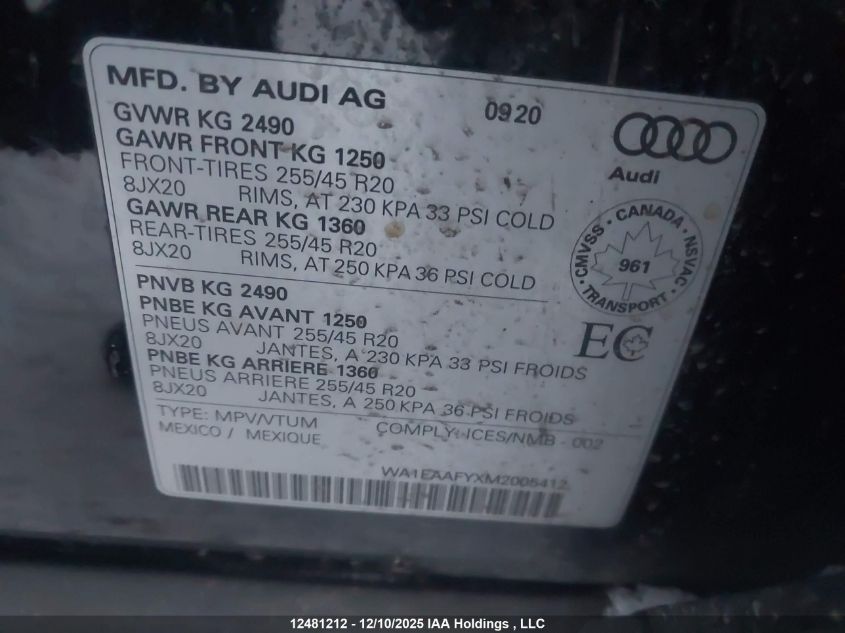 MFD. BY AUDI AG 0920
Audi
GVWR KG 2490
GAWR FRONT KG 1250
FRONT-TIRES 255/45 R20
8JX20 RIMS, AT 230 KPA 33 PSI COLD
GAWR REAR KG 1360
REAR-TIRES 255/45 R20
8JX20 RIMS, AT 250 KPA 36 PSI COLD
CMVSS · CANADA · NSVAC · TRANSPORT ·
961
PNVB KG 2490
PNBE KG AVANT 1250
PNEUS AVANT 255/45 R20
8JX20 JANTES, A 230 KPA 33 PSI FROIDS
EC
PNBE KG ARRIERE 1360
PNEUS ARRIERE 255/45 R20
8JX20 JANTES, A 250 KPA 36 PSI FROIDS
TYPE: MPV/VTUM COMPLY: ICES/NMB - 002
MEXICO / MEXIQUE
WA1EAAFYXM2005412
12481212 - 12/10/2025 IAA Holdings , LLC